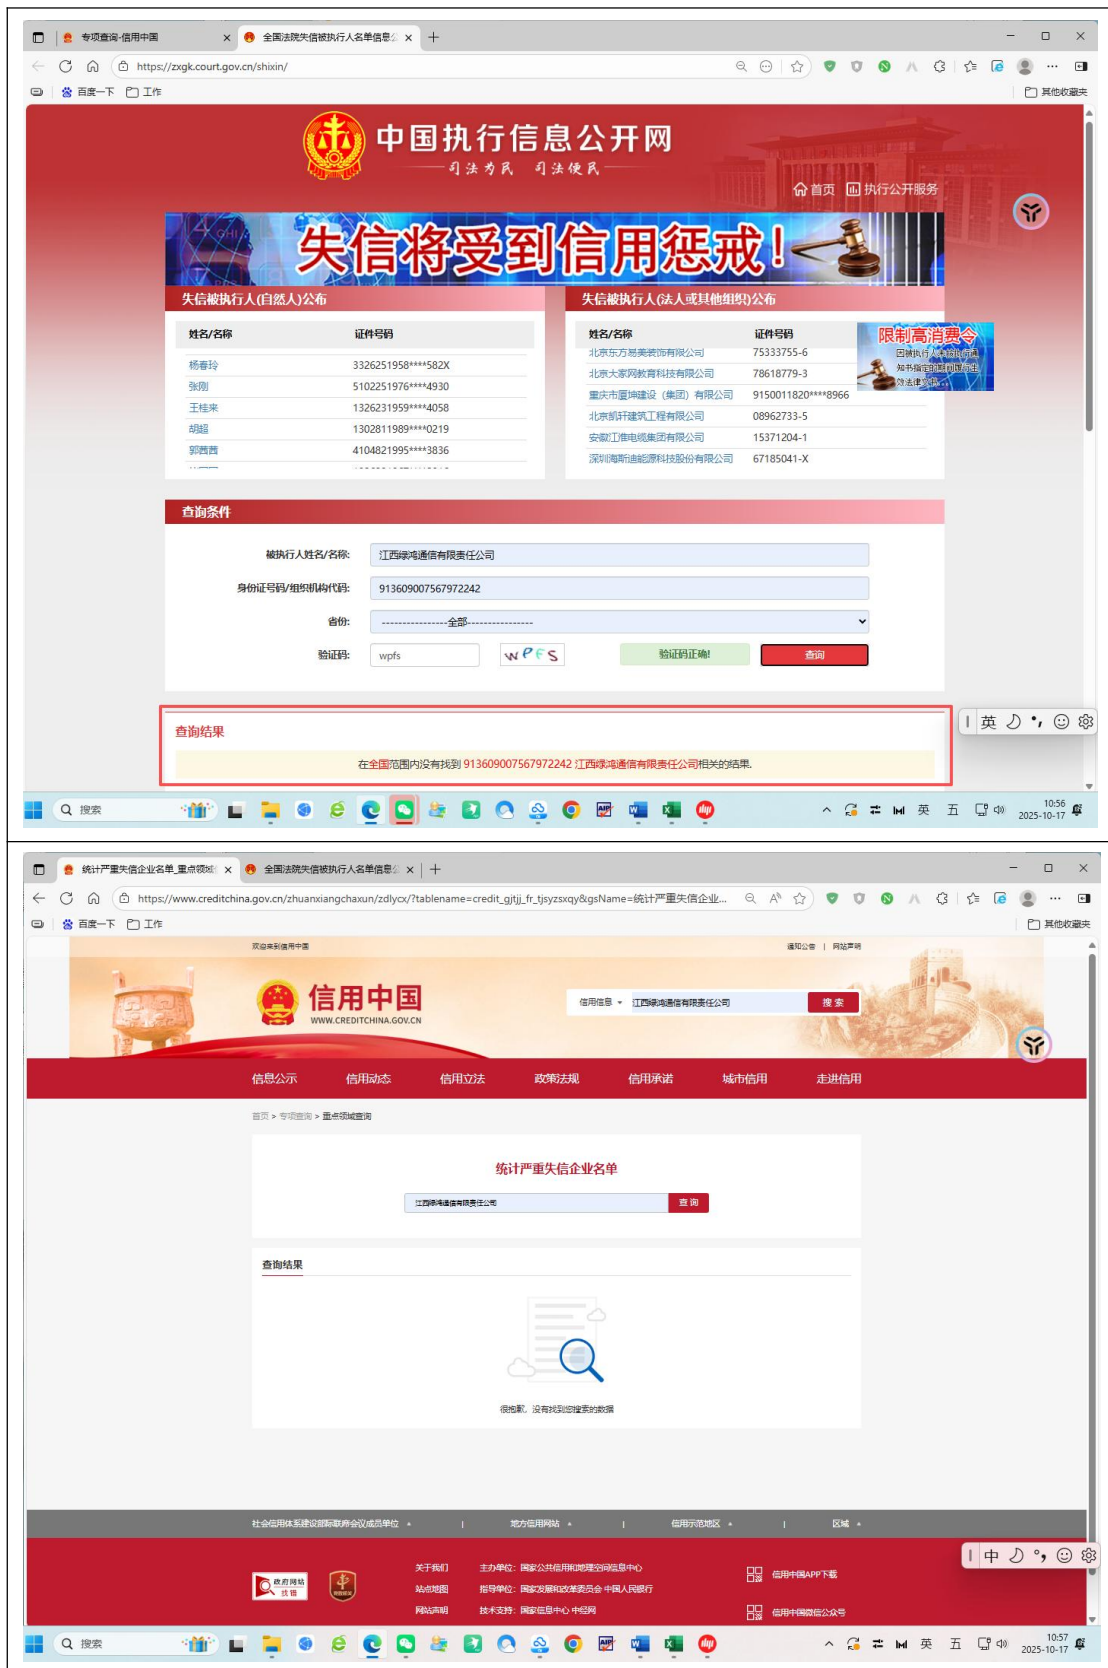 专项查询-信用中国
全国法院失信被执行人名单信息公
https://zxgk.court.gov.cn/shixin/
百度一下 工作 其他收藏夹
中国执行信息公开网
司法为民 司法便民
首页 执行公开服务
失信将受到信用惩戒!
失信被执行人(自然人)公布
姓名/名称 证件号码
杨春玲 3326251958****582X
张刚 5102251976****4930
王桂来 1326231959****4058
胡超 1302811989****0219
郭茜茜 4104821995****3836
失信被执行人(法人或其他组织)公布
姓名/名称 证件号码
北京东方易美装饰有限公司 75333755-6
北京大家网教育科技有限公司 78618779-3
重庆市厦坤建设(集团)有限公司 9150011820****8966
北京凯轩建筑工程有限公司 08962733-5
安徽江淮电缆集团有限公司 15371204-1
深圳海斯迪能源科技股份有限公司 67185041-X
限制高消费令
查询条件
被执行人姓名/名称: 江西绿鸿通信有限责任公司
身份证号码/组织机构代码: 913609007567972242
省份: ----------------全部----------------
验证码: wpfs WPFS 验证码正确! 查询
查询结果
在全国范围内没有找到 913609007567972242 江西绿鸿通信有限责任公司相关的结果.
英
搜索 英 五 10:56
2025-10-17
统计严重失信企业名单_重点领域
全国法院失信被执行人名单信息公
https://www.creditchina.gov.cn/zhuanxiangchaxun/zdlycx/?tablename=credit_gjtjj_fr_tjsyzsxqy&gsName=统计严重失信企业...
百度一下 工作 其他收藏夹
欢迎来到信用中国 通知公告 | 网站声明
信用中国
WWW.CREDITCHINA.GOV.CN
信用信息 江西绿鸿通信有限责任公司 搜索
信息公示 信用动态 信用立法 政策法规 信用承诺 城市信用 走进信用
首页 > 专项查询 > 重点领域查询
统计严重失信企业名单
江西绿鸿通信有限责任公司 查询
查询结果
很抱歉,没有找到您搜索的数据
社会信用体系建设部际联席会议成员单位 | 地方信用网站 | 信用示范地区 | 区域
政府网站
找错
关于我们 主办单位:国家公共信用和地理空间信息中心
信用中国APP下载
站点地图 指导单位:国家发展和改革委员会 中国人民银行
网站声明 技术支持:国家信息中心 中经网
信用中国微信公众号
中
搜索 英 五 10:57
2025-10-17